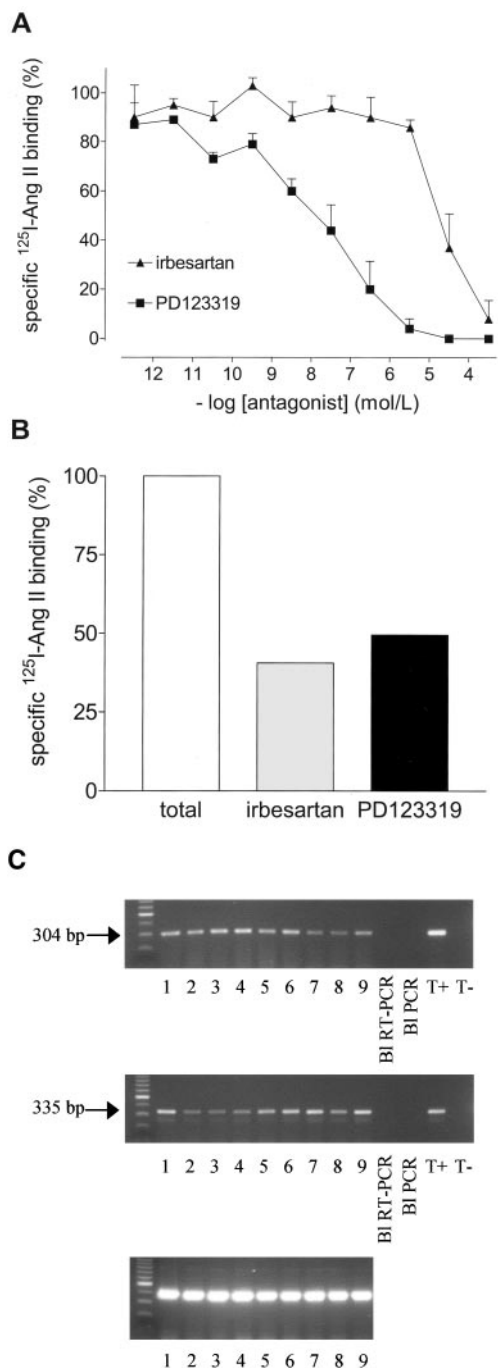 A
specific ¹²⁵I-Ang II binding (%)
100
80
60
40
20
0
irbesartan
PD123319
12 11 10 9 8 7 6 5 4
- log [antagonist] (mol/L)
B
specific ¹²⁵I-Ang II binding (%)
100
75
50
25
0
total irbesartan PD123319
C
304 bp
1 2 3 4 5 6 7 8 9 Bl RT-PCR Bl PCR T+ T-
335 bp
1 2 3 4 5 6 7 8 9 Bl RT-PCR Bl PCR T+ T-
1 2 3 4 5 6 7 8 9